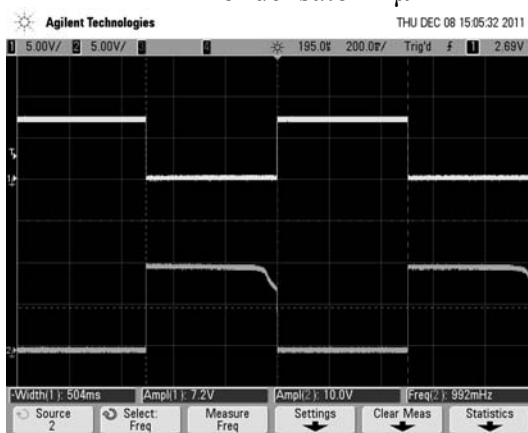 Agilent Technologies THU DEC 08 15:05:32 2011
1 5.00V/ 2 5.00V/ 3 4 195.0% 200.0%/ Trig'd 1 2.69V
-Width(1): 504ms Ampl(1): 7.2V Ampl(2): 10.0V Freq(2): 992mHz
Source
2
Select:
Freq
Measure
Freq
Settings
Clear Meas
Statistics